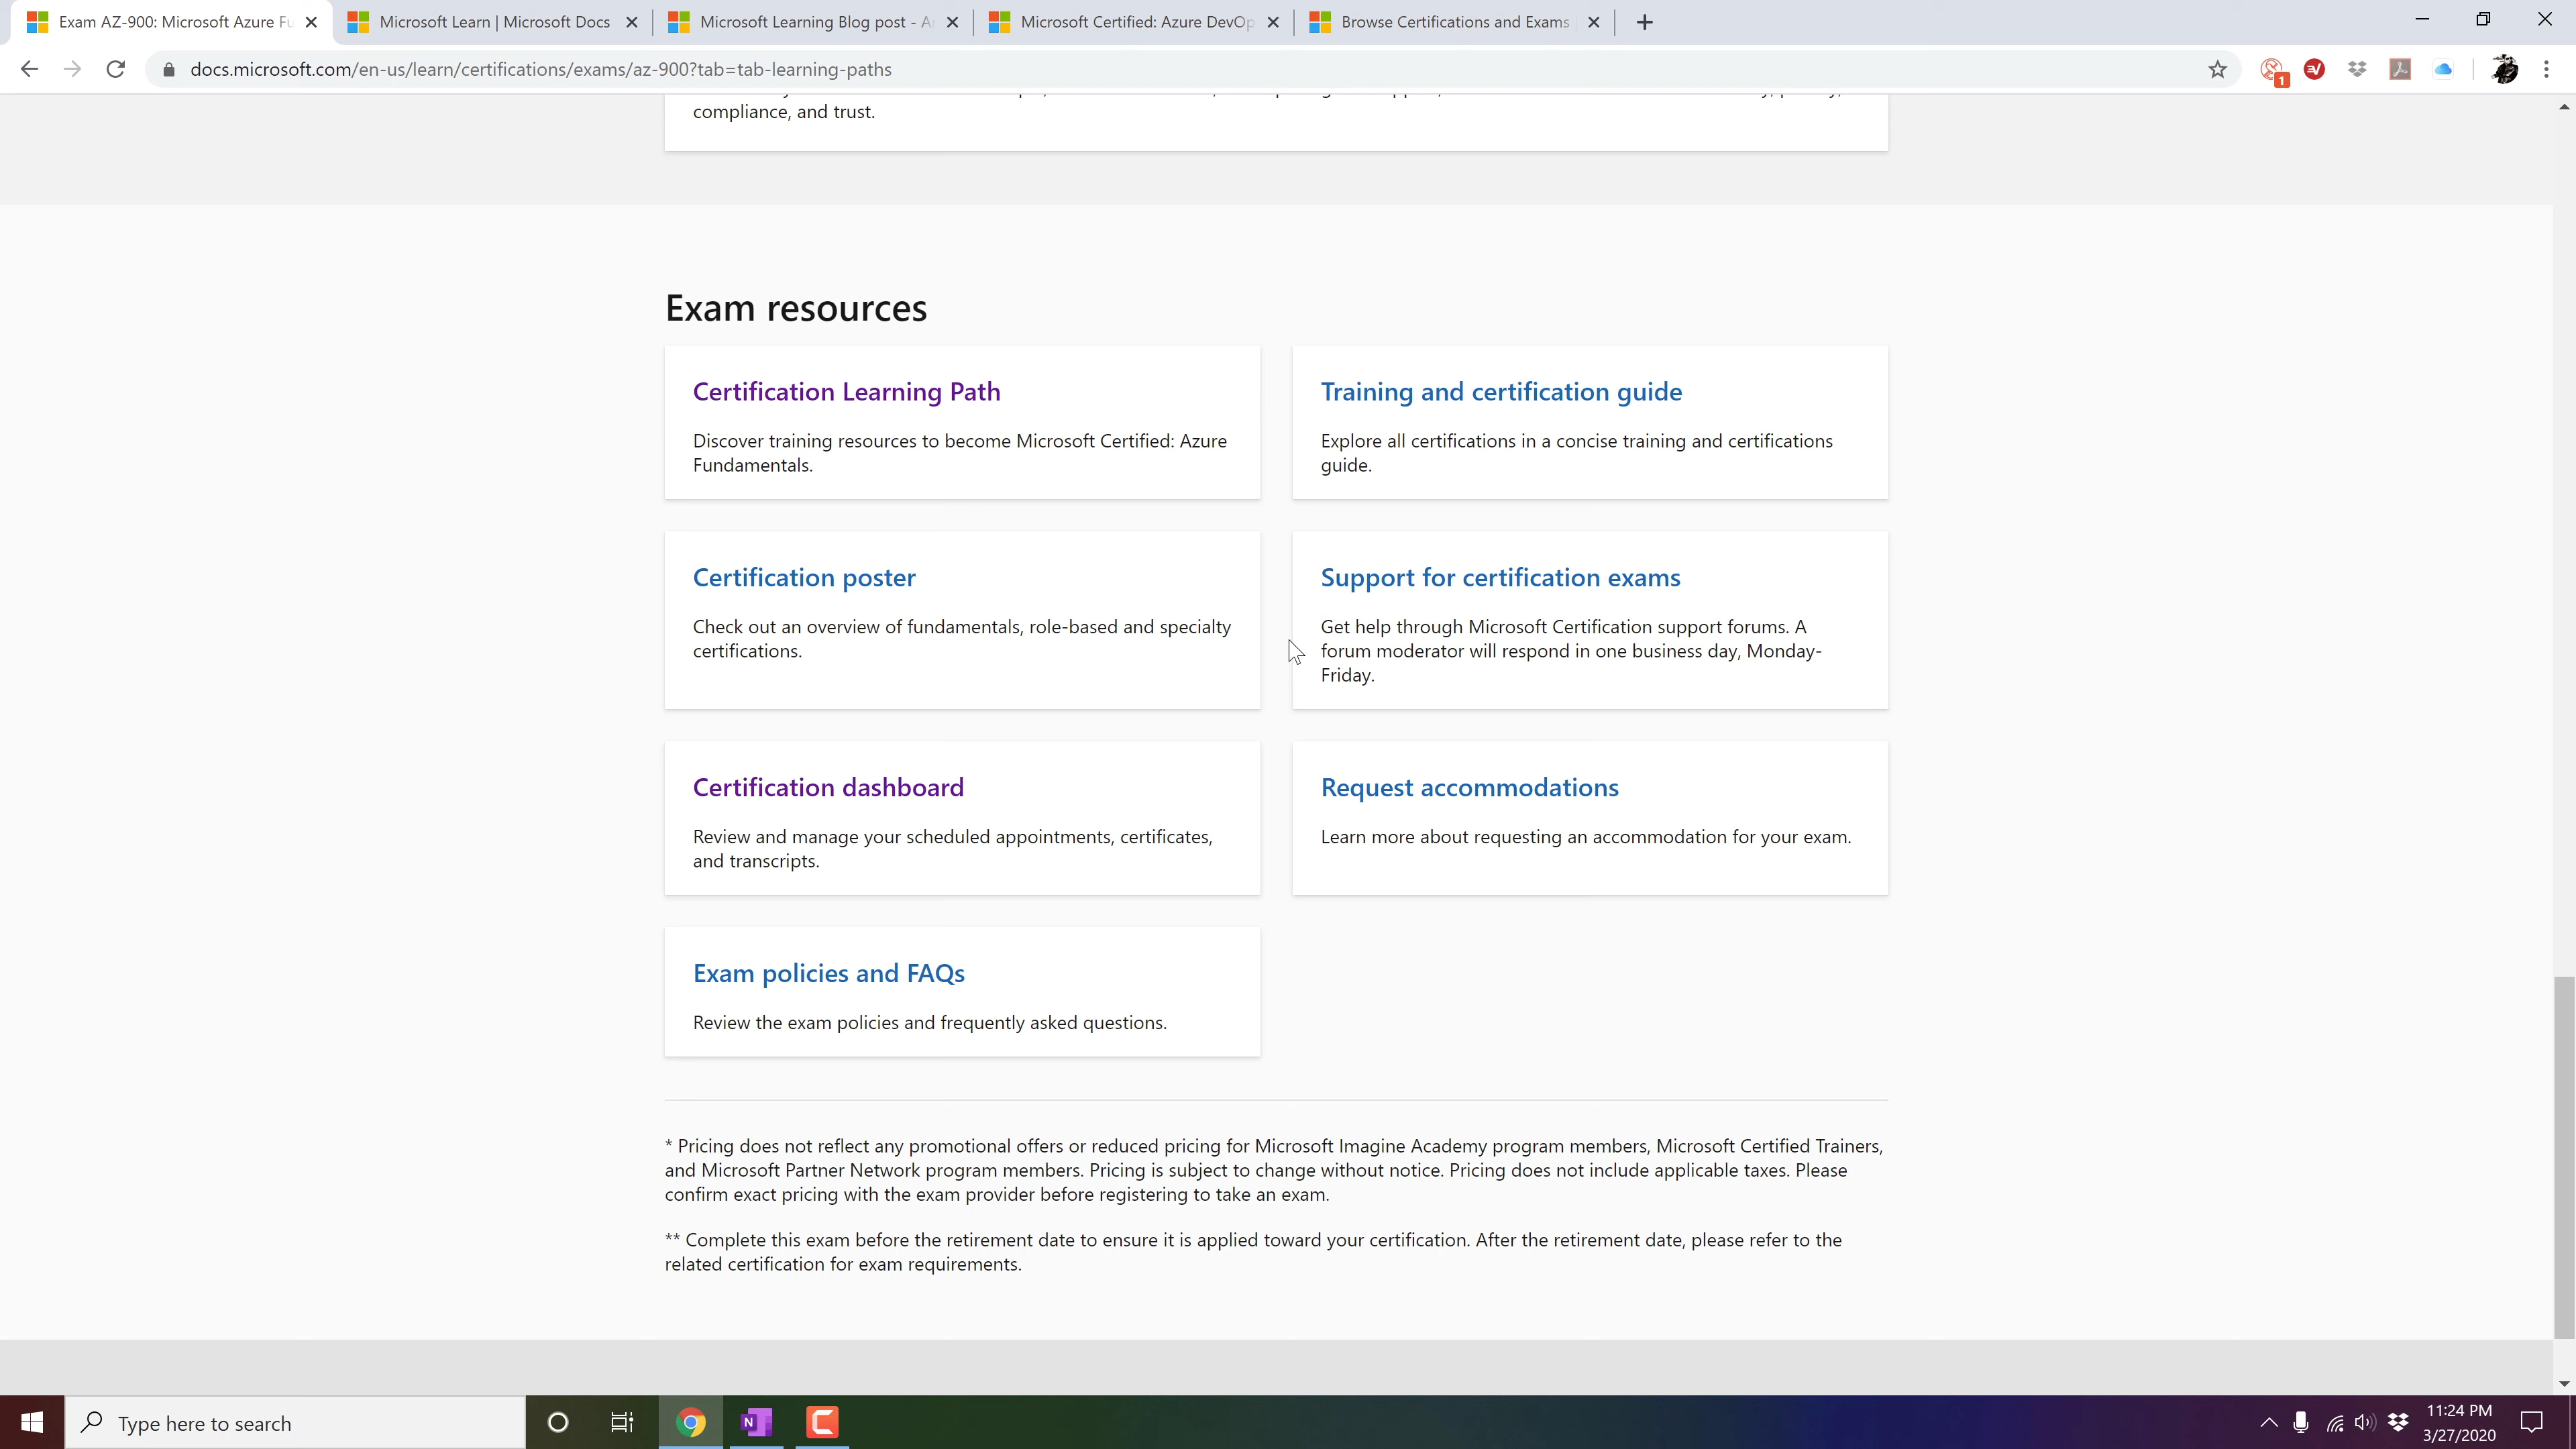 Exam AZ-900: Microsoft Azure Fu
Microsoft Learn | Microsoft Docs
Microsoft Learning Blog post - A
Microsoft Certified: Azure DevOp
Browse Certifications and Exams
docs.microsoft.com/en-us/learn/certifications/exams/az-900?tab=tab-learning-paths
1
compliance, and trust.
Exam resources
Certification Learning Path
Discover training resources to become Microsoft Certified: Azure
Fundamentals.
Training and certification guide
Explore all certifications in a concise training and certifications
guide.
Certification poster
Check out an overview of fundamentals, role-based and specialty
certifications.
Support for certification exams
Get help through Microsoft Certification support forums. A
forum moderator will respond in one business day, Monday-
Friday.
Certification dashboard
Review and manage your scheduled appointments, certificates,
and transcripts.
Request accommodations
Learn more about requesting an accommodation for your exam.
Exam policies and FAQs
Review the exam policies and frequently asked questions.
* Pricing does not reflect any promotional offers or reduced pricing for Microsoft Imagine Academy program members, Microsoft Certified Trainers,
and Microsoft Partner Network program members. Pricing is subject to change without notice. Pricing does not include applicable taxes. Please
confirm exact pricing with the exam provider before registering to take an exam.
** Complete this exam before the retirement date to ensure it is applied toward your certification. After the retirement date, please refer to the
related certification for exam requirements.
Type here to search
N
11:24 PM
3/27/2020